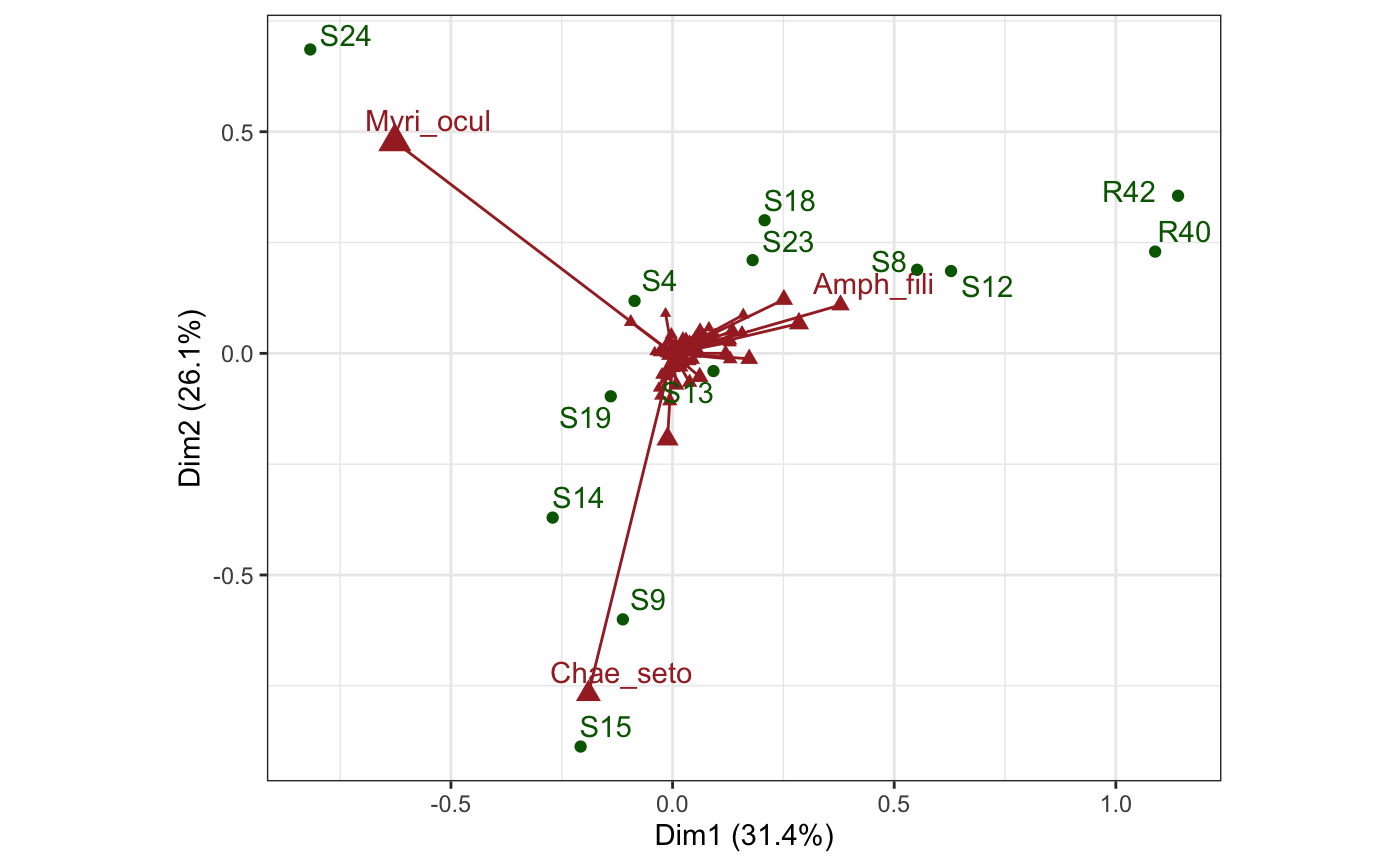 S24
Myri_ocul
0.5
R42
S18
R40
S23
S8
S4
Amph_fili
S12
0.0
S13
S19
Dim2 (26.1%)
S14
-0.5
S9
Chae_seto
S15
-0.5
0.0
0.5
1.0
Dim1 (31.4%)